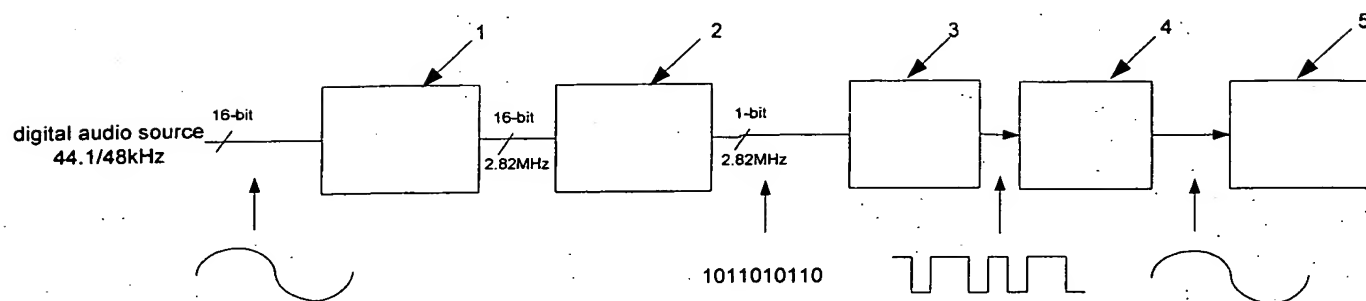 1
2
3
4
5
16-bit
16-bit
1-bit
digital audio source
44.1/48kHz
2.82MHz
2.82MHz
1011010110